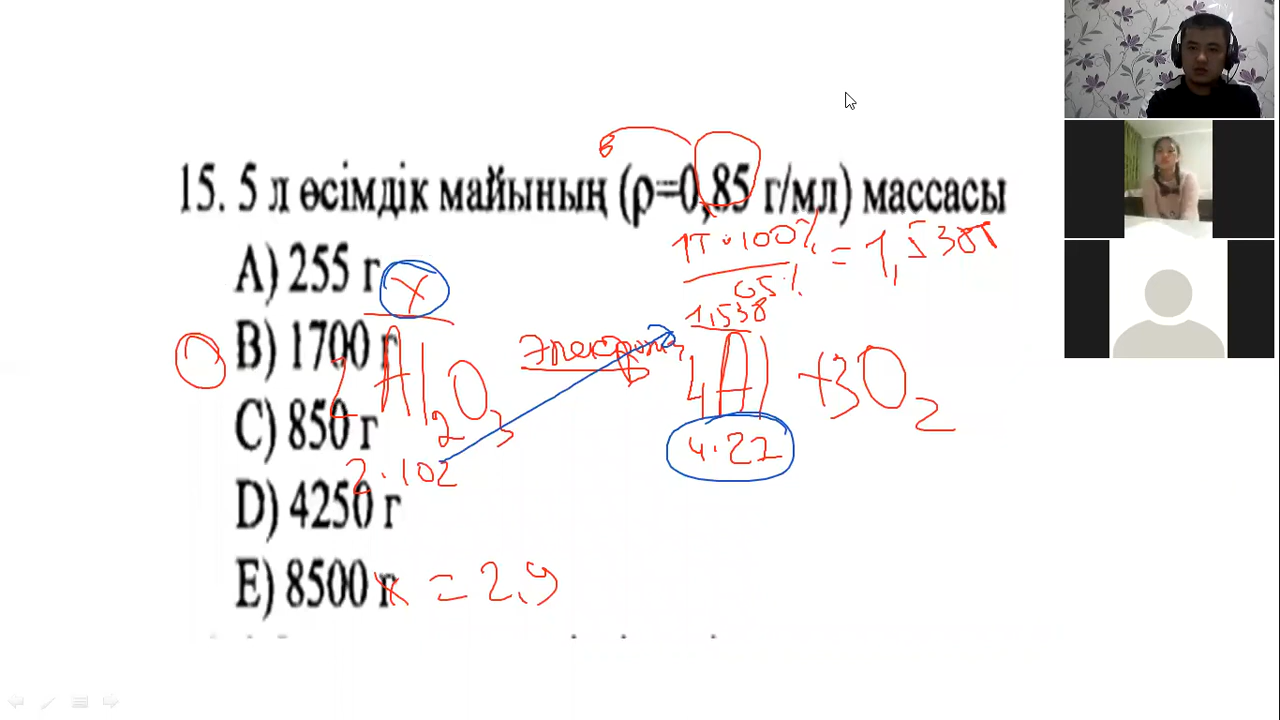 15. 5 л өсімдік майының (ρ=0,85 г/мл) массасы
1т · 100%
65%
= 1,538т
A) 255 г
x
1,538
B) 1700 г
2Al2O3
4Al + 3O2
C) 850 г
2·102
4·27
D) 4250 г
E) 8500 г
x = 2,9